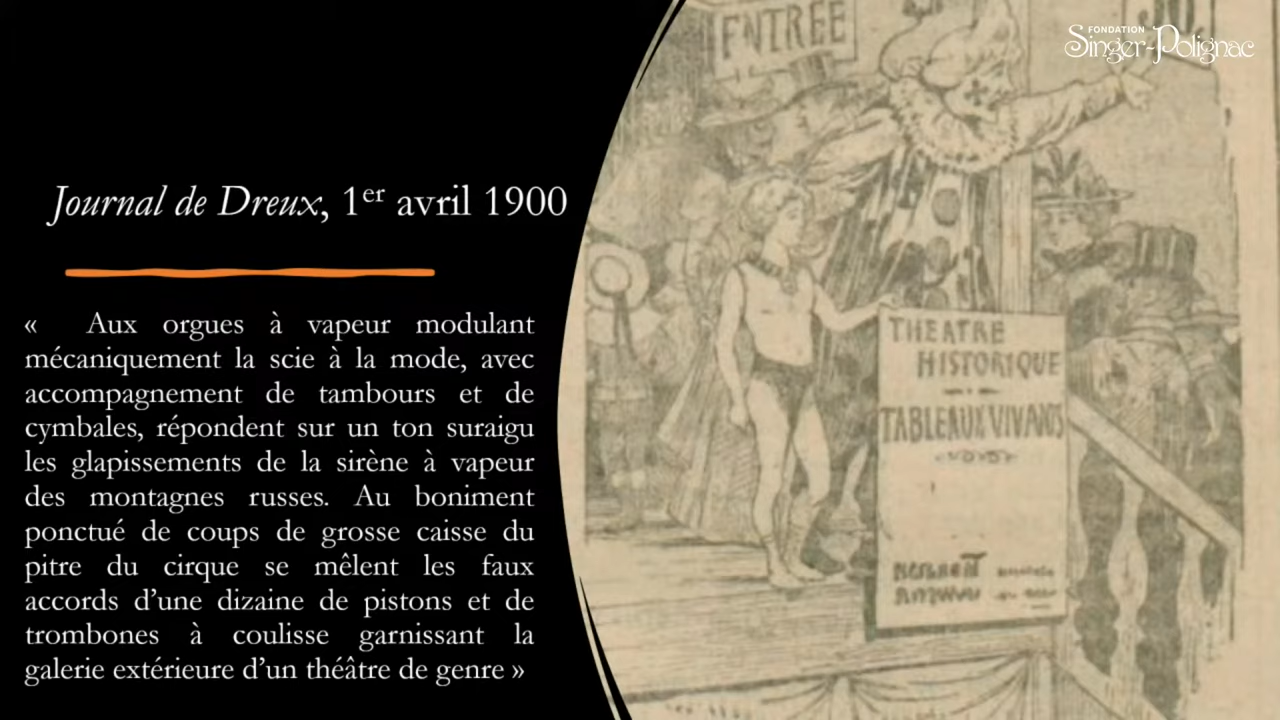 FONDATION
Singer-Polignac
Journal de Dreux, 1er avril 1900
« Aux orgues à vapeur modulant
mécaniquement la scie à la mode, avec
accompagnement de tambours et de
cymbales, répondent sur un ton suraigu
les glapissements de la sirène à vapeur
des montagnes russes. Au boniment
ponctué de coups de grosse caisse du
pitre du cirque se mêlent les faux
accords d’une dizaine de pistons et de
trombones à coulisse garnissant la
galerie extérieure d’un théâtre de genre »
ENTRÉE
THEATRE
HISTORIQUE
TABLEAUX VIVANTS